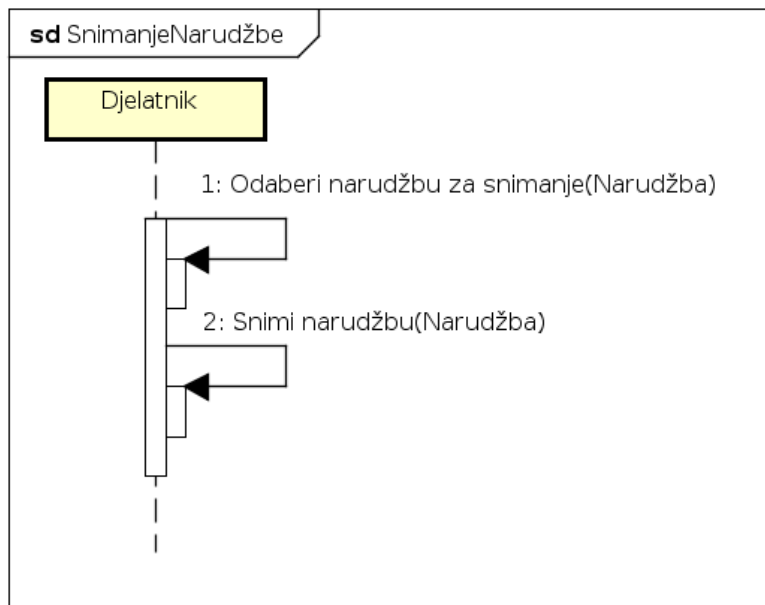 sd SnimanjeNarudžbe
Djelatnik
1: Odaberi narudžbu za snimanje(Narudžba)
2: Snimi narudžbu(Narudžba)